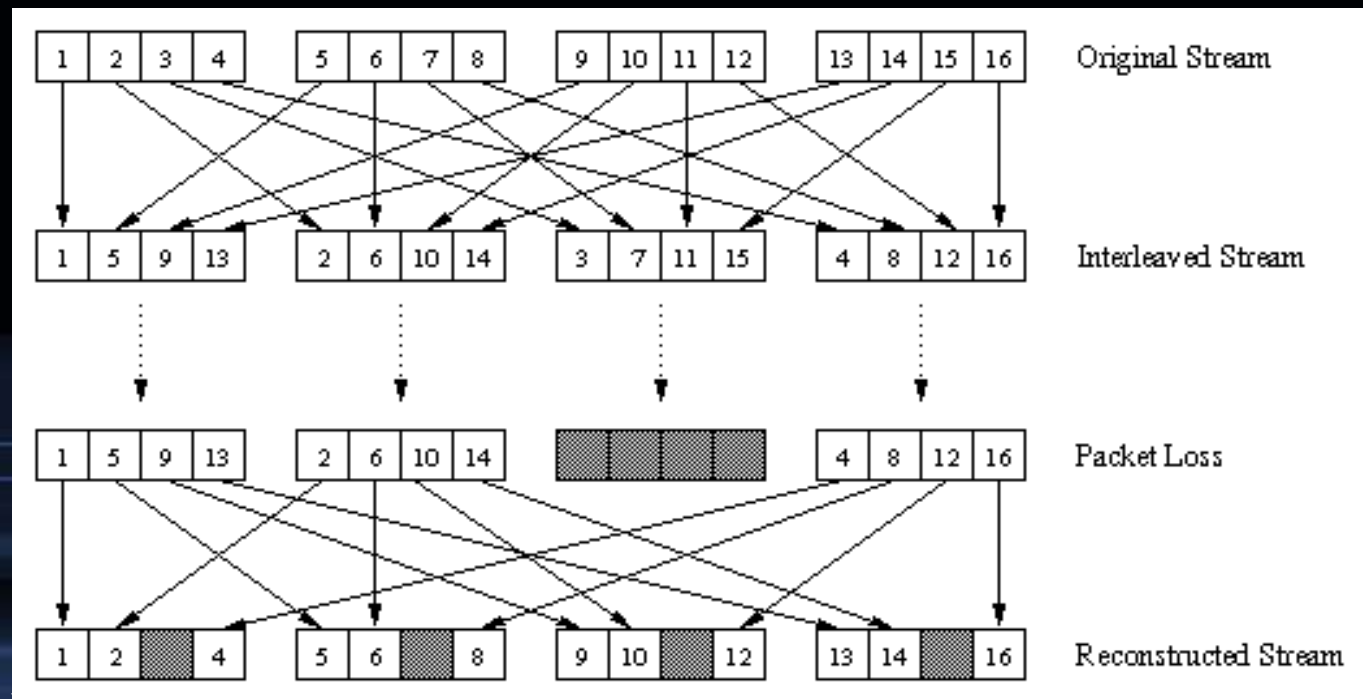 1 2 3 4 5 6 7 8 9 10 11 12 13 14 15 16 Original Stream
1 5 9 13 2 6 10 14 3 7 11 15 4 8 12 16 Interleaved Stream
1 5 9 13 2 6 10 14 4 8 12 16 Packet Loss
1 2 4 5 6 8 9 10 12 13 14 16 Reconstructed Stream